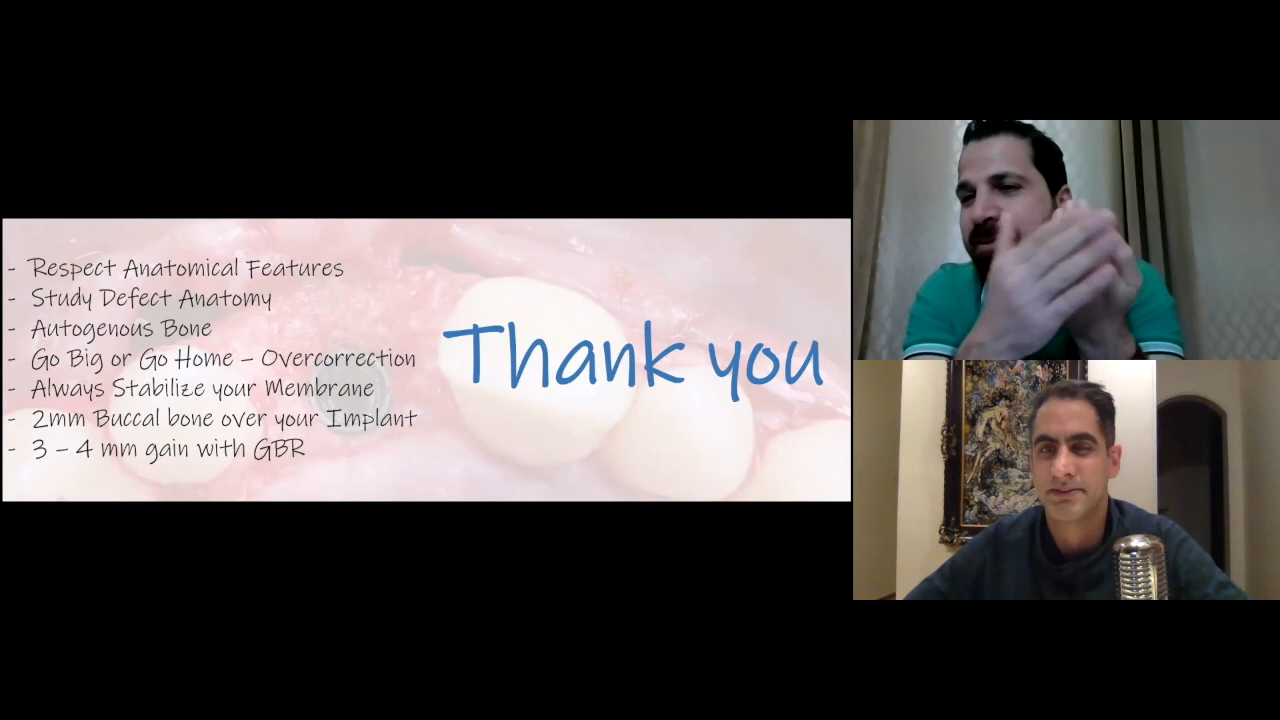 - Respect Anatomical Features
- Study Defect Anatomy
- Autogenous Bone
- Go Big or Go Home – Overcorrection
- Always Stabilize your Membrane
- 2mm Buccal bone over your Implant
- 3 – 4 mm gain with GBR
Thank you